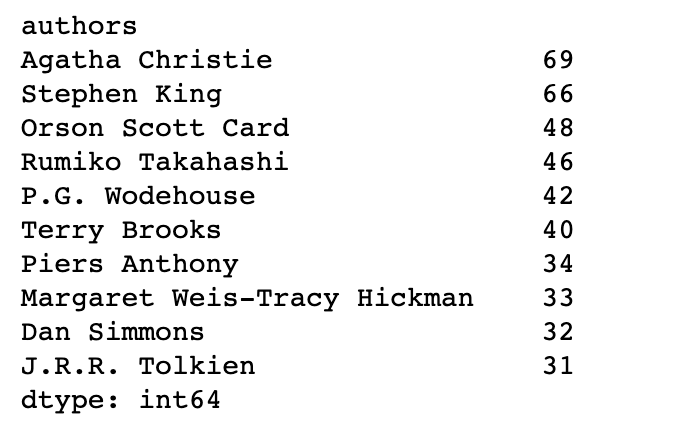 authors
Agatha Christie 69
Stephen King 66
Orson Scott Card 48
Rumiko Takahashi 46
P.G. Wodehouse 42
Terry Brooks 40
Piers Anthony 34
Margaret Weis-Tracy Hickman 33
Dan Simmons 32
J.R.R. Tolkien 31
dtype: int64